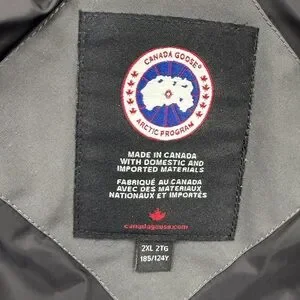 CANADA GOOSE®
ARCTIC PROGRAM
MADE IN CANADA
WITH DOMESTIC AND
IMPORTED MATERIALS
FABRIQUÉ AU CANADA
AVEC DES MATERIAUX
NATIONAUX ET IMPORTÉS
canadagoose.com
2XL 2TG
185/124Y